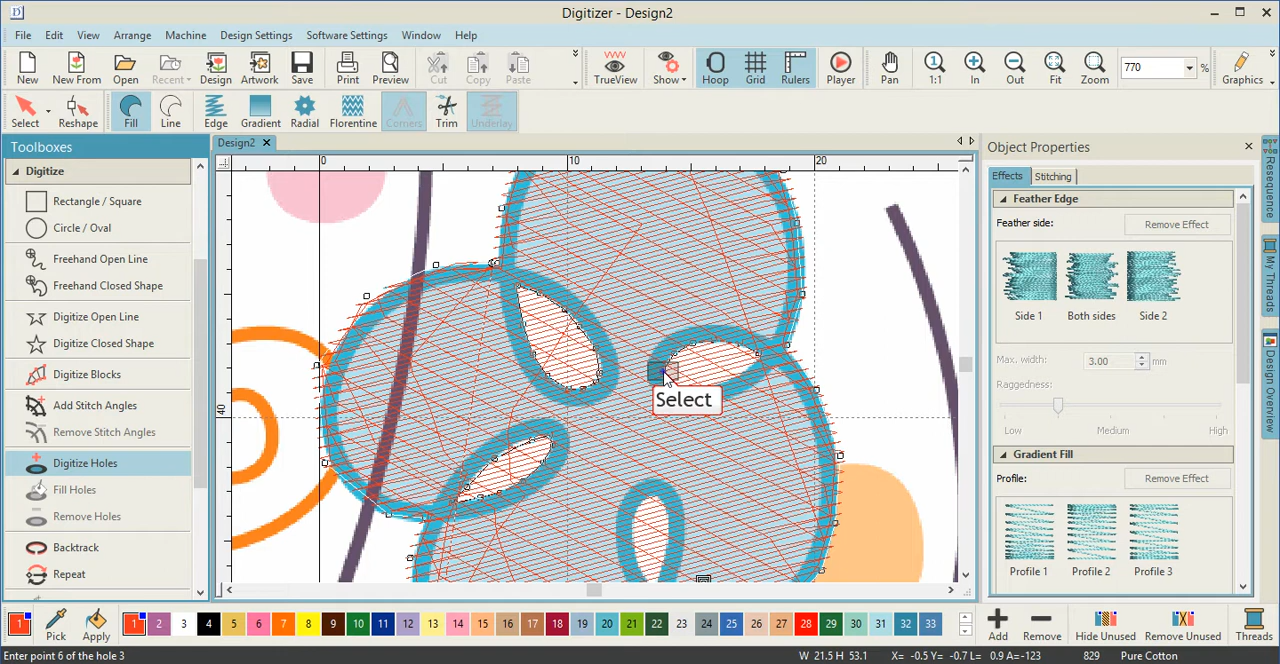 Digitizer - Design2
File Edit View Arrange Machine Design Settings Software Settings Window Help
New New From Open Recent Design Artwork Save Print Preview Cut Copy Paste TrueView Show Hoop Grid Rulers Player Pan 1:1 In Out Fit Zoom 770 % Graphics
Select Reshape Fill Line Edge Gradient Radial Florentine Corners Trim Underlay
Toolboxes
Digitize
Rectangle / Square
Circle / Oval
Freehand Open Line
Freehand Closed Shape
Digitize Open Line
Digitize Closed Shape
Digitize Blocks
Add Stitch Angles
Remove Stitch Angles
Digitize Holes
Fill Holes
Remove Holes
Backtrack
Repeat
Design2
0 10 20
40
Select
Object Properties
Effects Stitching
Feather Edge
Feather side: Remove Effect
Side 1 Both sides Side 2
Max. width: 3.00 mm
Raggedness:
Low Medium High
Gradient Fill
Profile: Remove Effect
Profile 1 Profile 2 Profile 3
Resequence
My Threads
Design Overview
1 Pick Apply 1 2 3 4 5 6 7 8 9 10 11 12 13 14 15 16 17 18 19 20 21 22 23 24 25 26 27 28 29 30 31 32 33 Add Remove Hide Unused Remove Unused Threads
Enter point 6 of the hole 3 W 21.5 H 53.1 X= -0.5 Y= -0.7 L= 0.9 A=-123 829 Pure Cotton